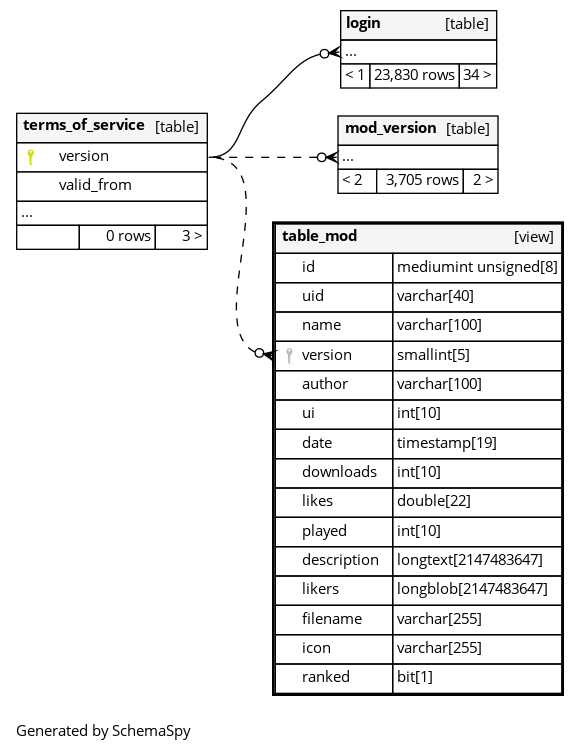 login [table]
...
< 1 23,830 rows 34 >
terms_of_service [table]
version
valid_from
...
0 rows 3 >
mod_version [table]
...
< 2 3,705 rows 2 >
table_mod [view]
id mediumint unsigned[8]
uid varchar[40]
name varchar[100]
version smallint[5]
author varchar[100]
ui int[10]
date timestamp[19]
downloads int[10]
likes double[22]
played int[10]
description longtext[2147483647]
likers longblob[2147483647]
filename varchar[255]
icon varchar[255]
ranked bit[1]
Generated by SchemaSpy